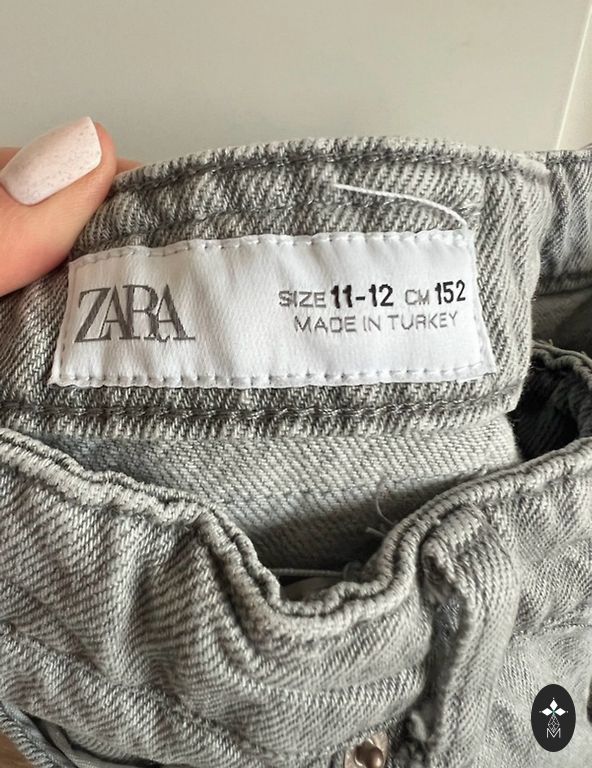 ZARA
SIZE 11-12 CM 152
MADE IN TURKEY
M